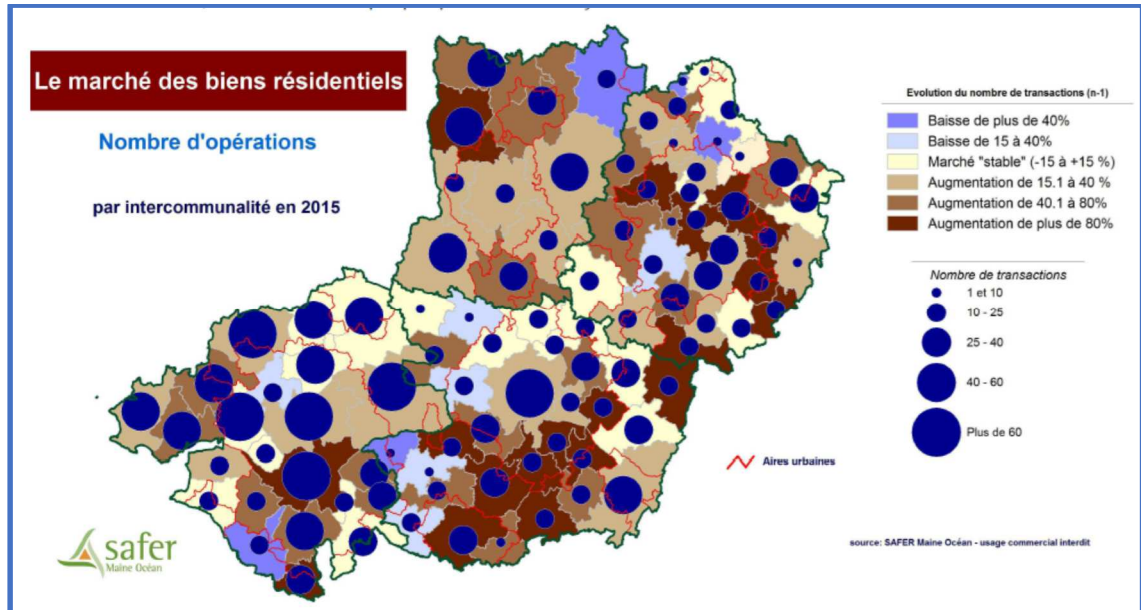 Le marché des biens résidentiels
Nombre d'opérations
par intercommunalité en 2015
Evolution du nombre de transactions (n-1)
Baisse de plus de 40%
Baisse de 15 à 40%
Marché "stable" (-15 à +15 %)
Augmentation de 15.1 à 40 %
Augmentation de 40.1 à 80%
Augmentation de plus de 80%
Nombre de transactions
1 et 10
10 - 25
25 - 40
40 - 60
Plus de 60
Aires urbaines
safer
Maine Océan
source: SAFER Maine Océan - usage commercial interdit